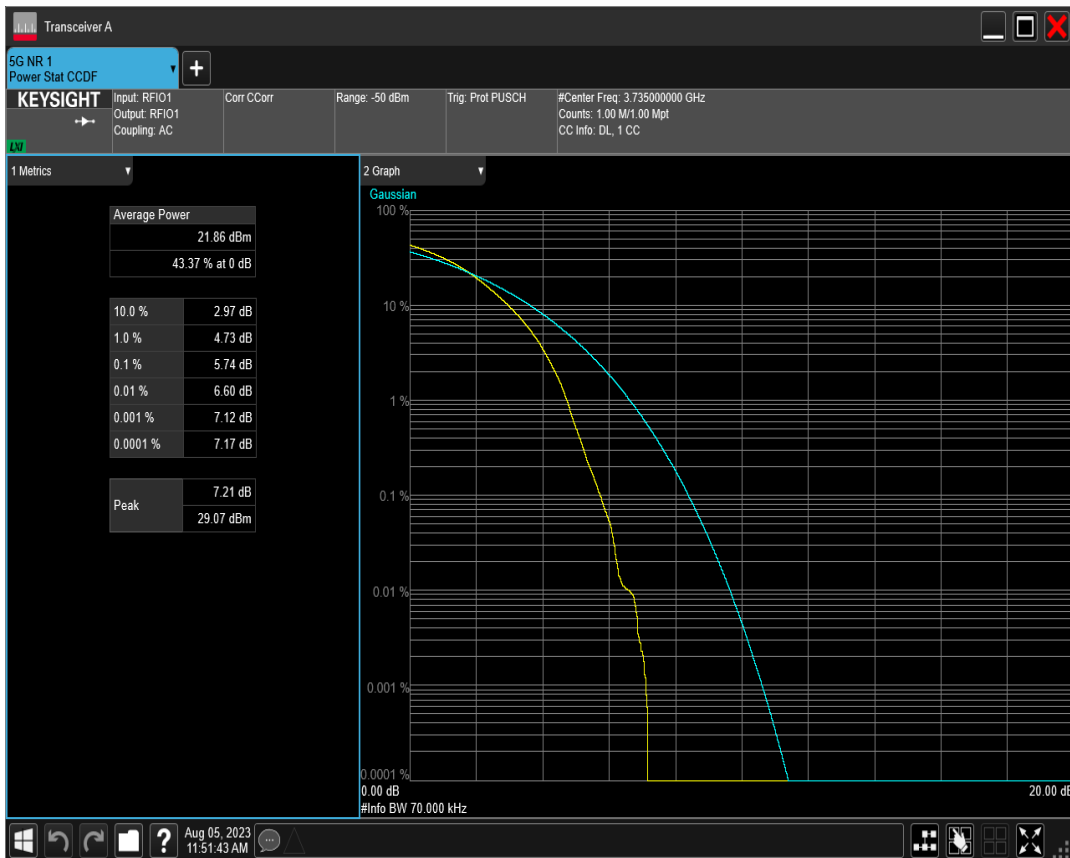 Transceiver A
5G NR 1
Power Stat CCDF
+
KEYSIGHT
LXI
Input: RFIO1
Output: RFIO1
Coupling: AC
Corr CCorr
Range: -50 dBm
Trig: Prot PUSCH
#Center Freq: 3.735000000 GHz
Counts: 1.00 M/1.00 Mpt
CC Info: DL, 1 CC
1 Metrics
Average Power
21.86 dBm
43.37 % at 0 dB
10.0 % 2.97 dB
1.0 % 4.73 dB
0.1 % 5.74 dB
0.01 % 6.60 dB
0.001 % 7.12 dB
0.0001 % 7.17 dB
Peak 7.21 dB
29.07 dBm
2 Graph
Gaussian
100 %
10 %
1 %
0.1 %
0.01 %
0.001 %
0.0001 %
0.00 dB 20.00 dB
#Info BW 70.000 kHz
?
Aug 05, 2023
11:51:43 AM